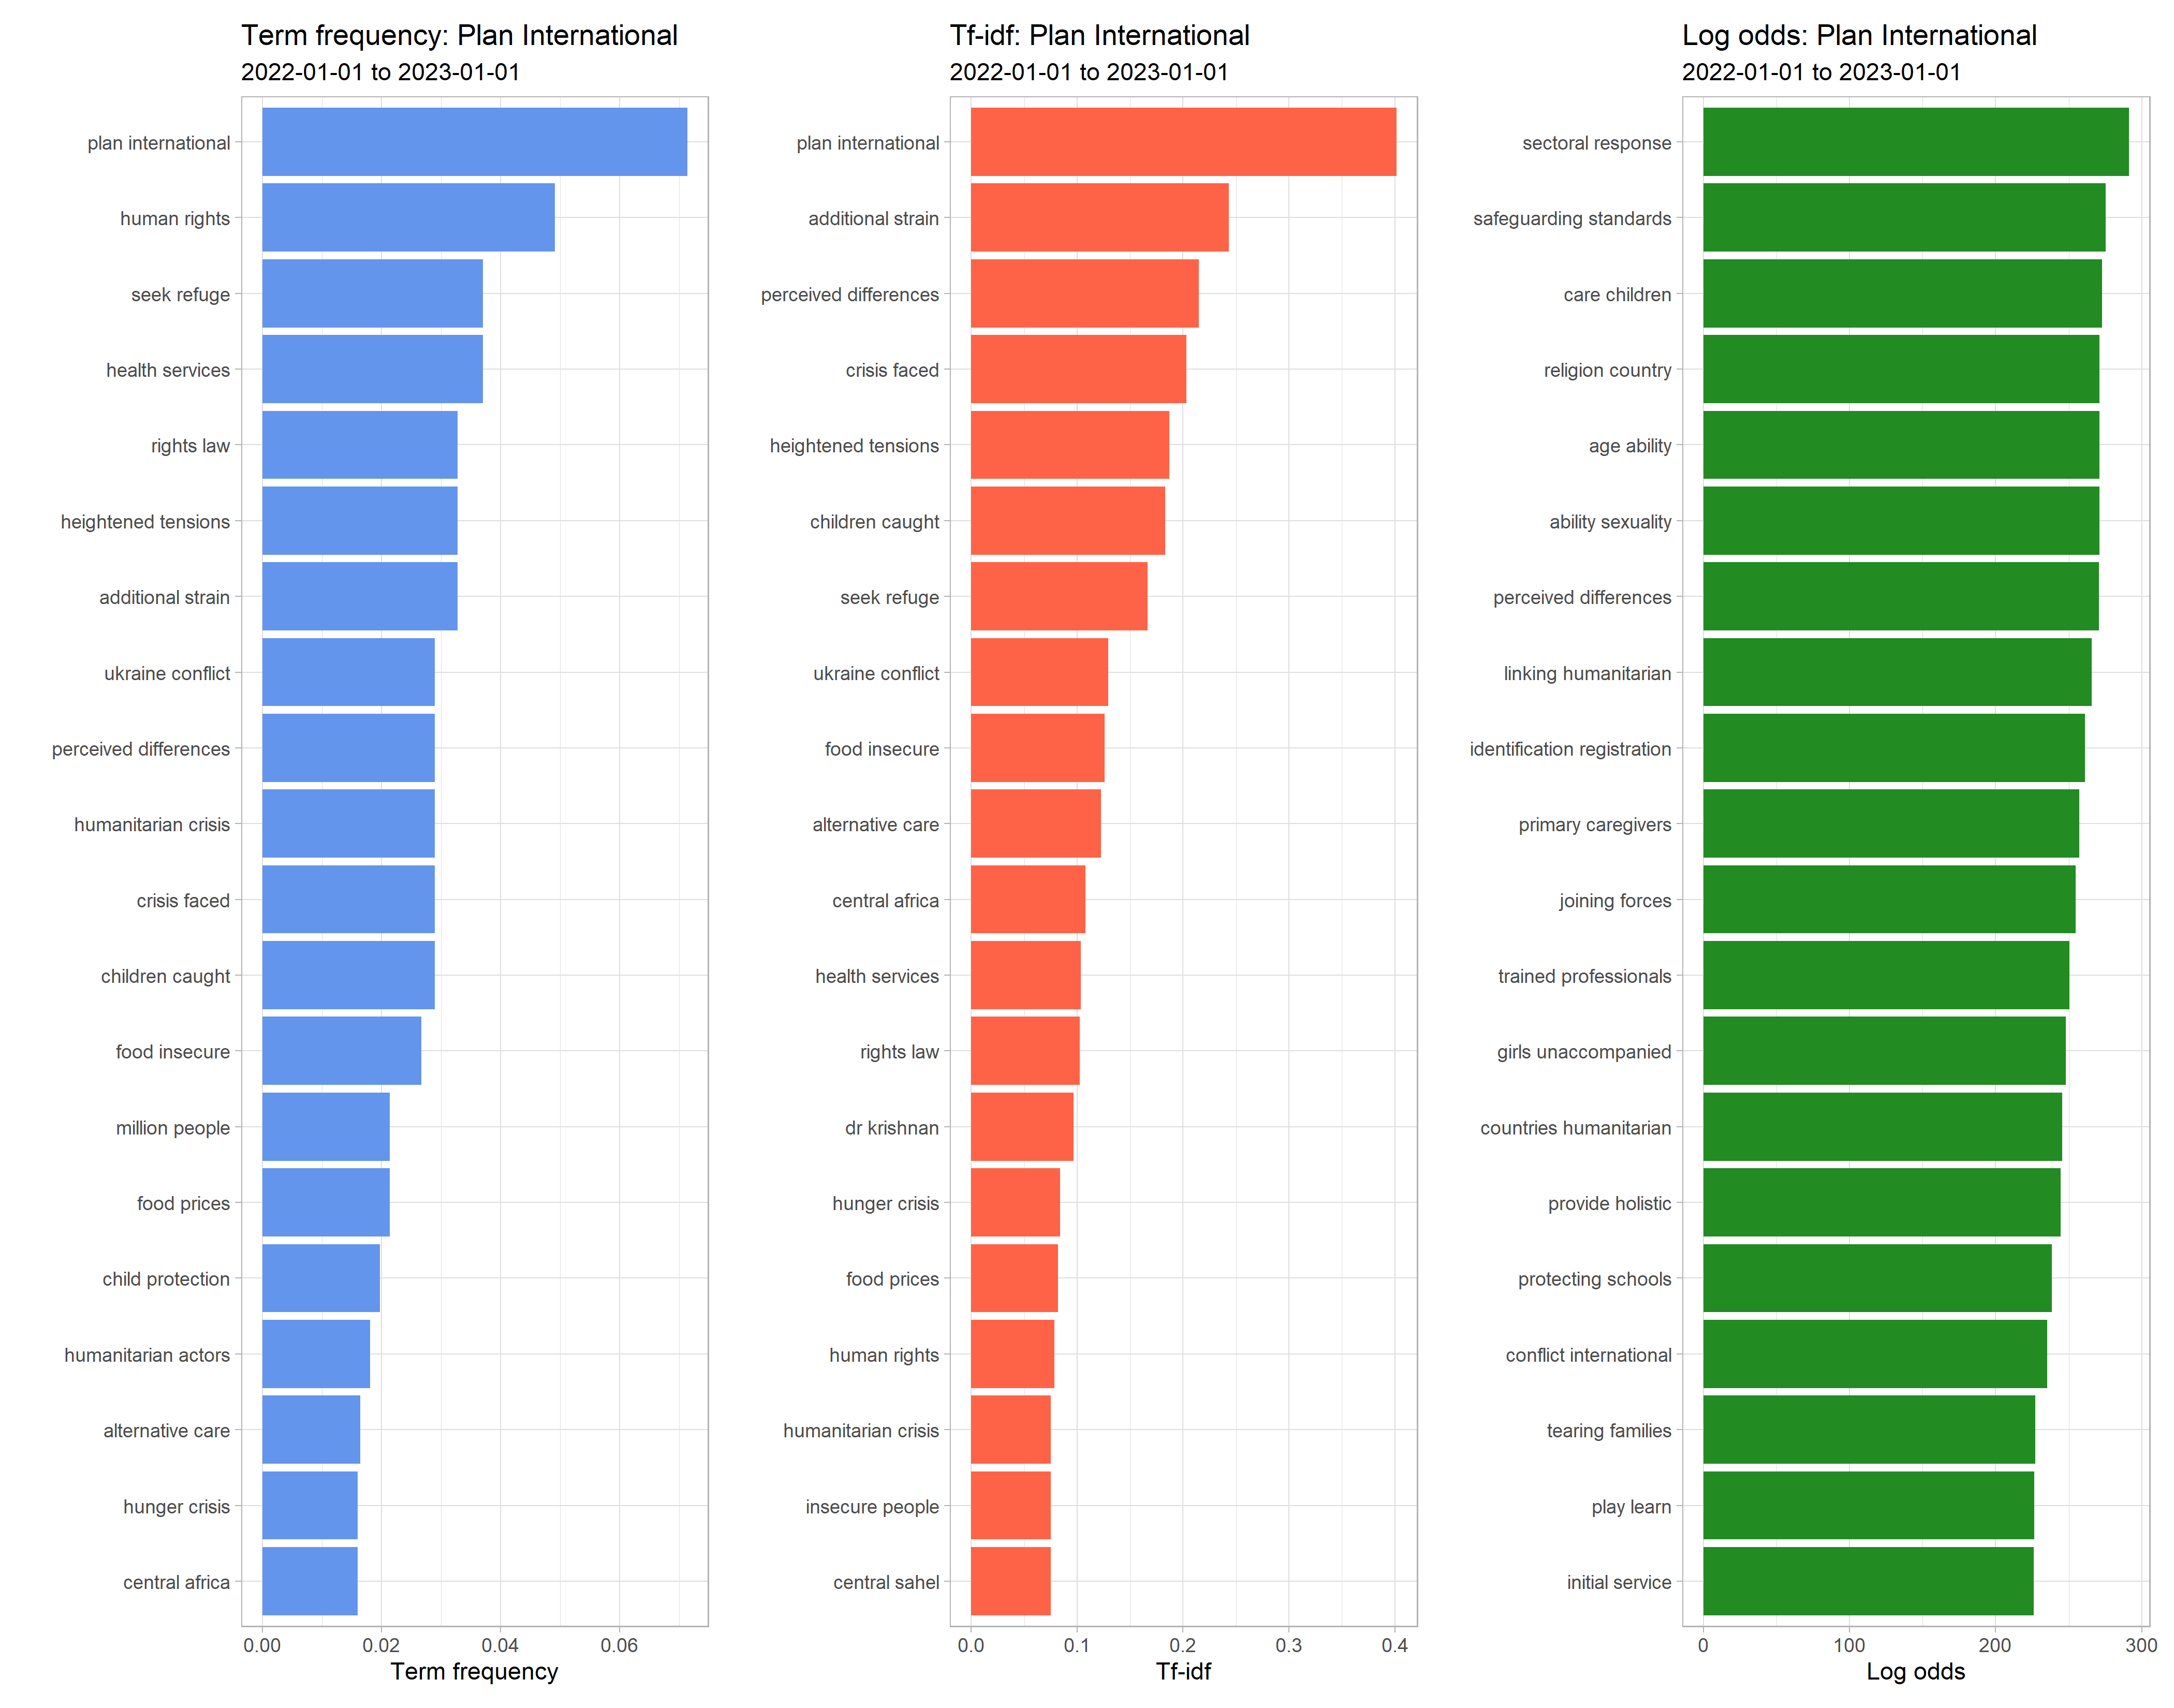 Term frequency: Plan International
2022-01-01 to 2023-01-01
plan international
human rights
seek refuge
health services
rights law
heightened tensions
additional strain
ukraine conflict
perceived differences
humanitarian crisis
crisis faced
children caught
food insecure
million people
food prices
child protection
humanitarian actors
alternative care
hunger crisis
central africa
0.00 0.02 0.04 0.06
Term frequency
Tf-idf: Plan International
2022-01-01 to 2023-01-01
plan international
additional strain
perceived differences
crisis faced
heightened tensions
children caught
seek refuge
ukraine conflict
food insecure
alternative care
central africa
health services
rights law
dr krishnan
hunger crisis
food prices
human rights
humanitarian crisis
insecure people
central sahel
0.0 0.1 0.2 0.3 0.4
Tf-idf
Log odds: Plan International
2022-01-01 to 2023-01-01
sectoral response
safeguarding standards
care children
religion country
age ability
ability sexuality
perceived differences
linking humanitarian
identification registration
primary caregivers
joining forces
trained professionals
girls unaccompanied
countries humanitarian
provide holistic
protecting schools
conflict international
tearing families
play learn
initial service
0 100 200 300
Log odds